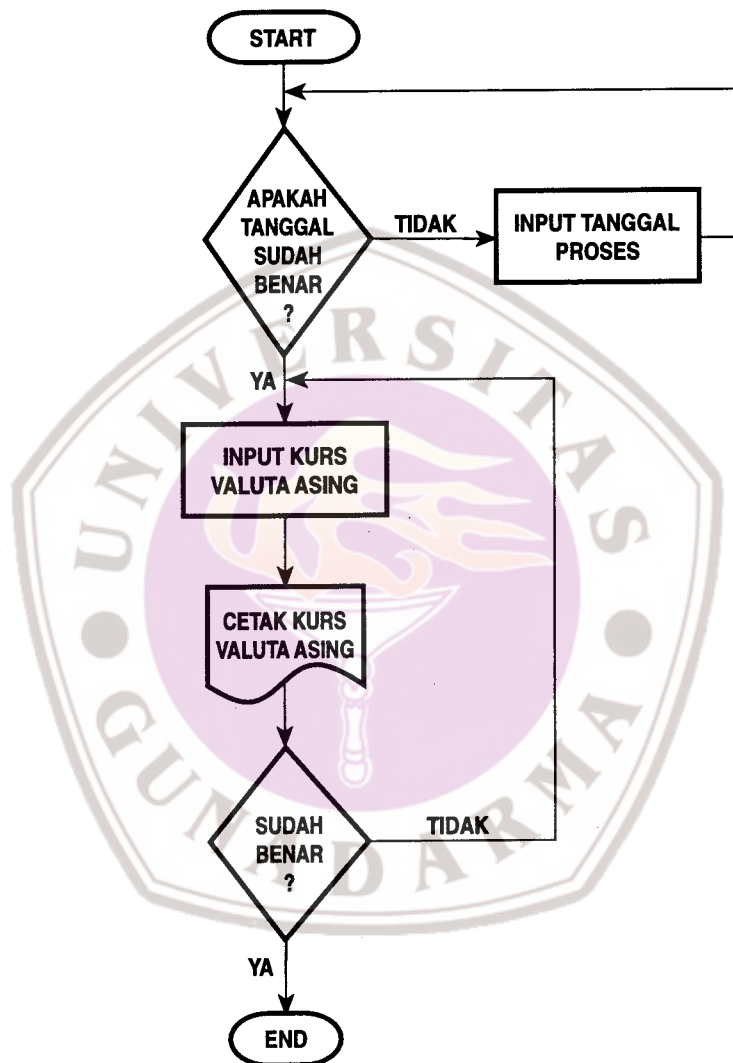 START
APAKAH
TANGGAL
SUDAH
BENAR
?
TIDAK
INPUT TANGGAL
PROSES
YA
INPUT KURS
VALUTA ASING
CETAK KURS
VALUTA ASING
SUDAH
BENAR
?
TIDAK
YA
END
UNIVERSITAS
GUNADARMA